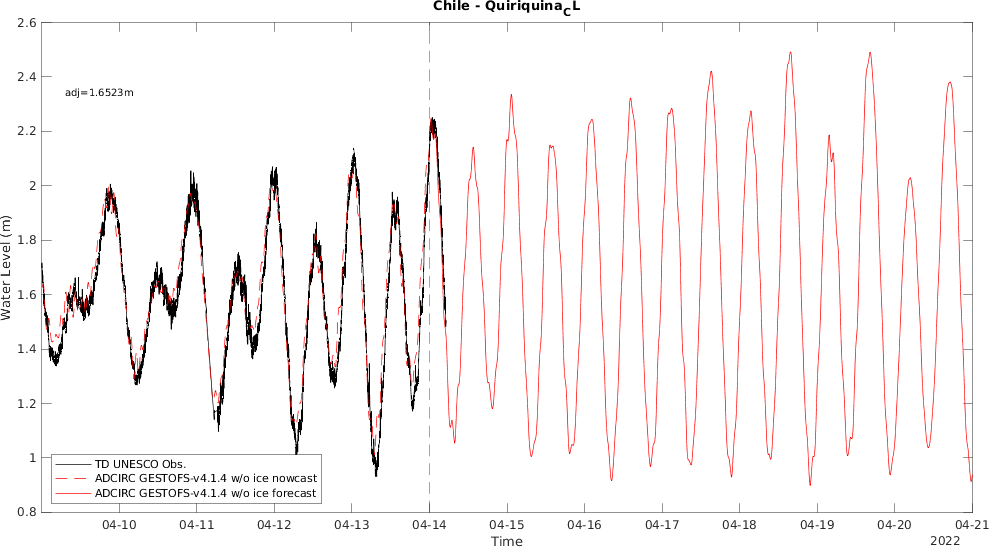 Chile - Quiriquina_CL
2.6
2.4
2.2
2
1.8
1.6
1.4
1.2
1
0.8
Water Level (m)
adj=1.6523m
TD UNESCO Obs.
ADCIRC GESTOFS-v4.1.4 w/o ice nowcast
ADCIRC GESTOFS-v4.1.4 w/o ice forecast
04-10 04-11 04-12 04-13 04-14 04-15 04-16 04-17 04-18 04-19 04-20 04-21
Time
2022